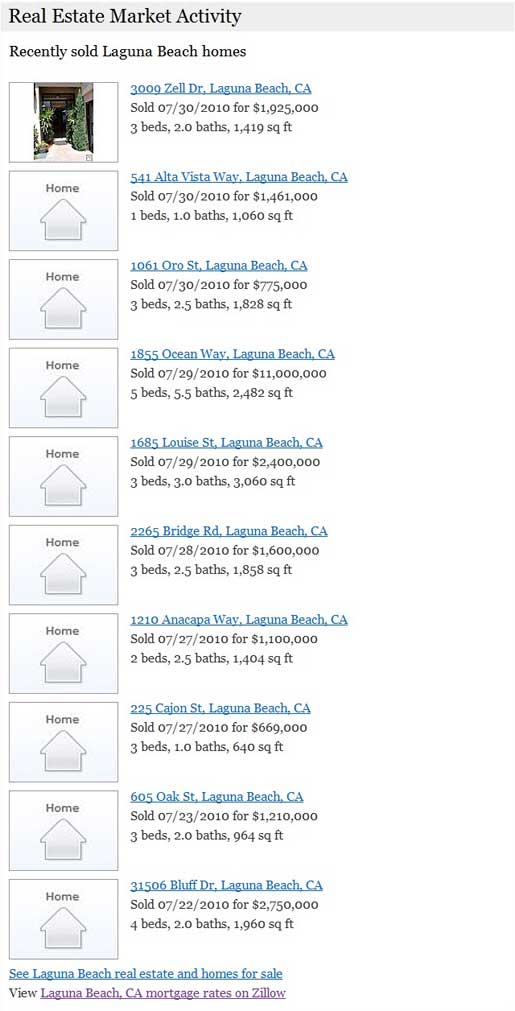 Real Estate Market Activity
Recently sold Laguna Beach homes
3009 Zell Dr, Laguna Beach, CA
Sold 07/30/2010 for $1,925,000
3 beds, 2.0 baths, 1,419 sq ft
Home
541 Alta Vista Way, Laguna Beach, CA
Sold 07/30/2010 for $1,461,000
1 beds, 1.0 baths, 1,060 sq ft
Home
1061 Oro St, Laguna Beach, CA
Sold 07/30/2010 for $775,000
3 beds, 2.5 baths, 1,828 sq ft
Home
1855 Ocean Way, Laguna Beach, CA
Sold 07/29/2010 for $11,000,000
5 beds, 5.5 baths, 2,482 sq ft
Home
1685 Louise St, Laguna Beach, CA
Sold 07/29/2010 for $2,400,000
3 beds, 3.0 baths, 3,060 sq ft
Home
2265 Bridge Rd, Laguna Beach, CA
Sold 07/28/2010 for $1,600,000
3 beds, 2.5 baths, 1,858 sq ft
Home
1210 Anacapa Way, Laguna Beach, CA
Sold 07/27/2010 for $1,100,000
2 beds, 2.5 baths, 1,404 sq ft
Home
225 Cajon St, Laguna Beach, CA
Sold 07/27/2010 for $669,000
3 beds, 1.0 baths, 640 sq ft
Home
605 Oak St, Laguna Beach, CA
Sold 07/23/2010 for $1,210,000
3 beds, 2.0 baths, 964 sq ft
Home
31506 Bluff Dr, Laguna Beach, CA
Sold 07/22/2010 for $2,750,000
4 beds, 2.0 baths, 1,960 sq ft
See Laguna Beach real estate and homes for sale
View Laguna Beach, CA mortgage rates on Zillow